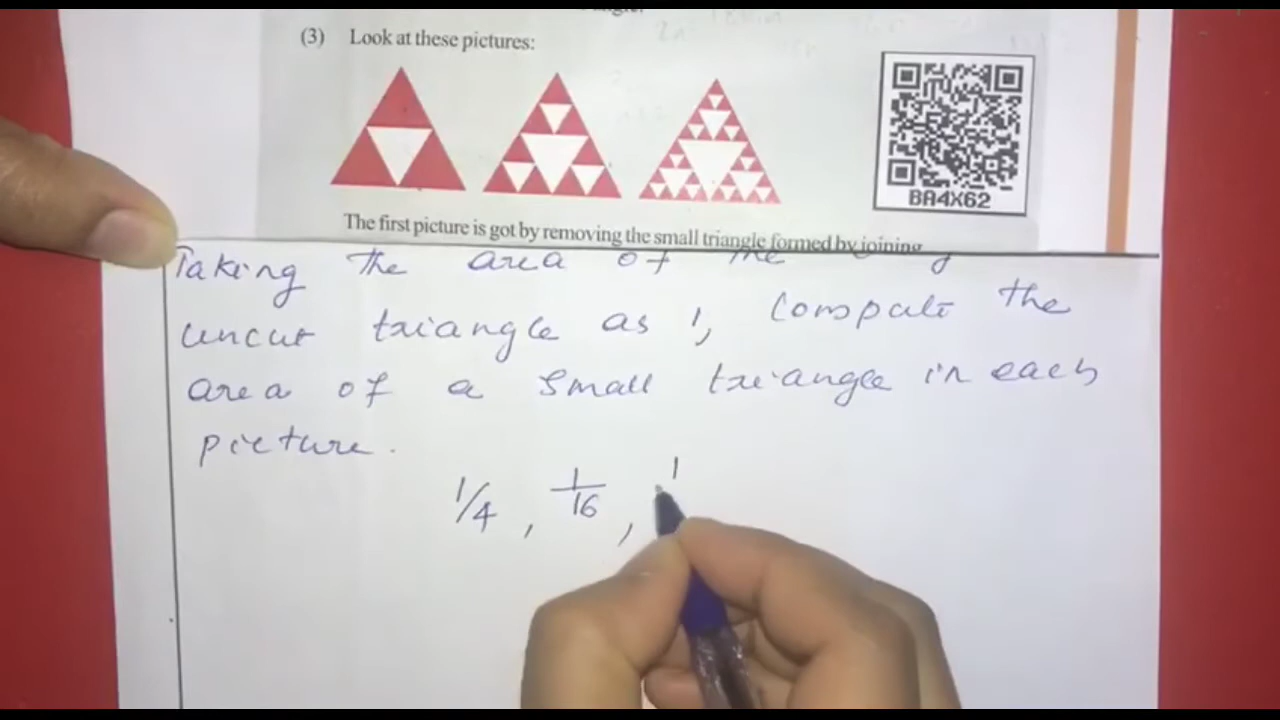 (3) Look at these pictures:
BA4X62
The first picture is got by removing the small triangle formed by joining
Taking the area of the
uncut triangle as 1, Compute the
area of a small triangle in each
picture.
1/4 , 1/16 , 1